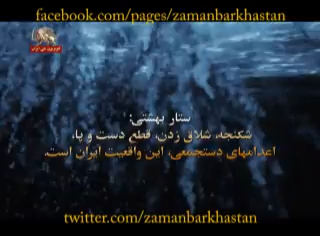 facebook.com/pages/zamanbarkhastan
ستار بهشتی:
شکنجه، شلاق زدن، قطع دست و پا،
اعدامهای دستجمعی، این واقعیت ایران است.
twitter.com/zamanbarkhastan